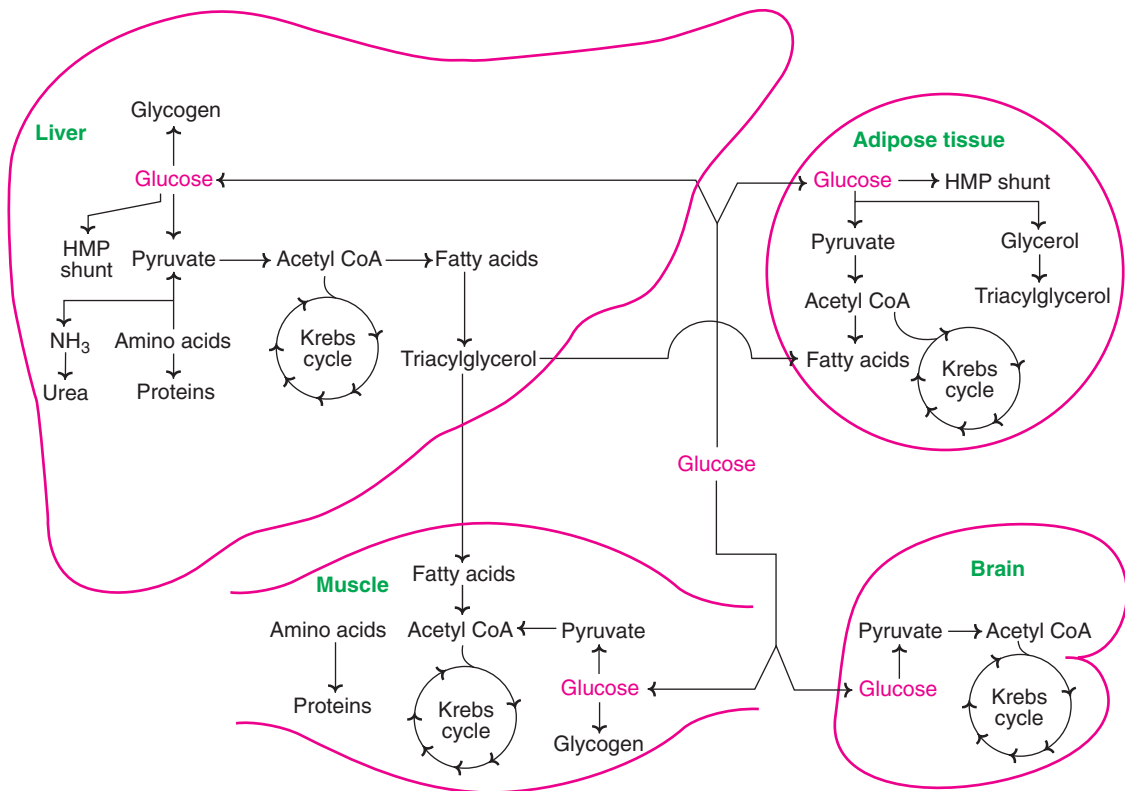 Glycogen
Liver
Adipose tissue
Glucose
Glucose
HMP shunt
HMP
shunt
Pyruvate
Acetyl CoA
Fatty acids
Pyruvate
Glycerol
Acetyl CoA
Triacylglycerol
NH3
Amino acids
Krebs
cycle
Triacylglycerol
Fatty acids
Krebs
cycle
Urea
Proteins
Glucose
Muscle
Fatty acids
Brain
Amino acids
Acetyl CoA
Pyruvate
Pyruvate
Acetyl CoA
Proteins
Krebs
cycle
Glucose
Glycogen
Glucose
Krebs
cycle